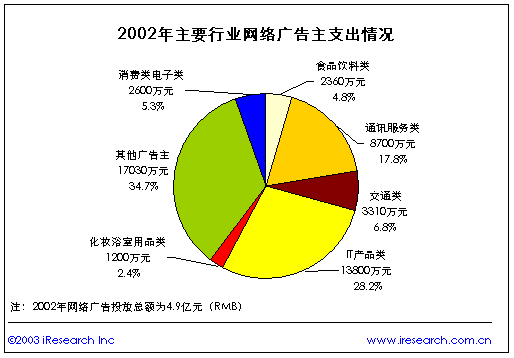 2002年主要行业网络广告主支出情况
食品饮料类
2360万元
4.8%
通讯服务类
8700万元
17.8%
交通类
3310万元
6.8%
IT产品类
13800万元
28.2%
化妆浴室用品类
1200万元
2.4%
其他广告主
17030万元
34.7%
消费类电子类
2600万元
5.3%
注：2002年网络广告投放总额为4.9亿元（RMB）
©2003 iResearch Inc
www.iresearch.com.cn